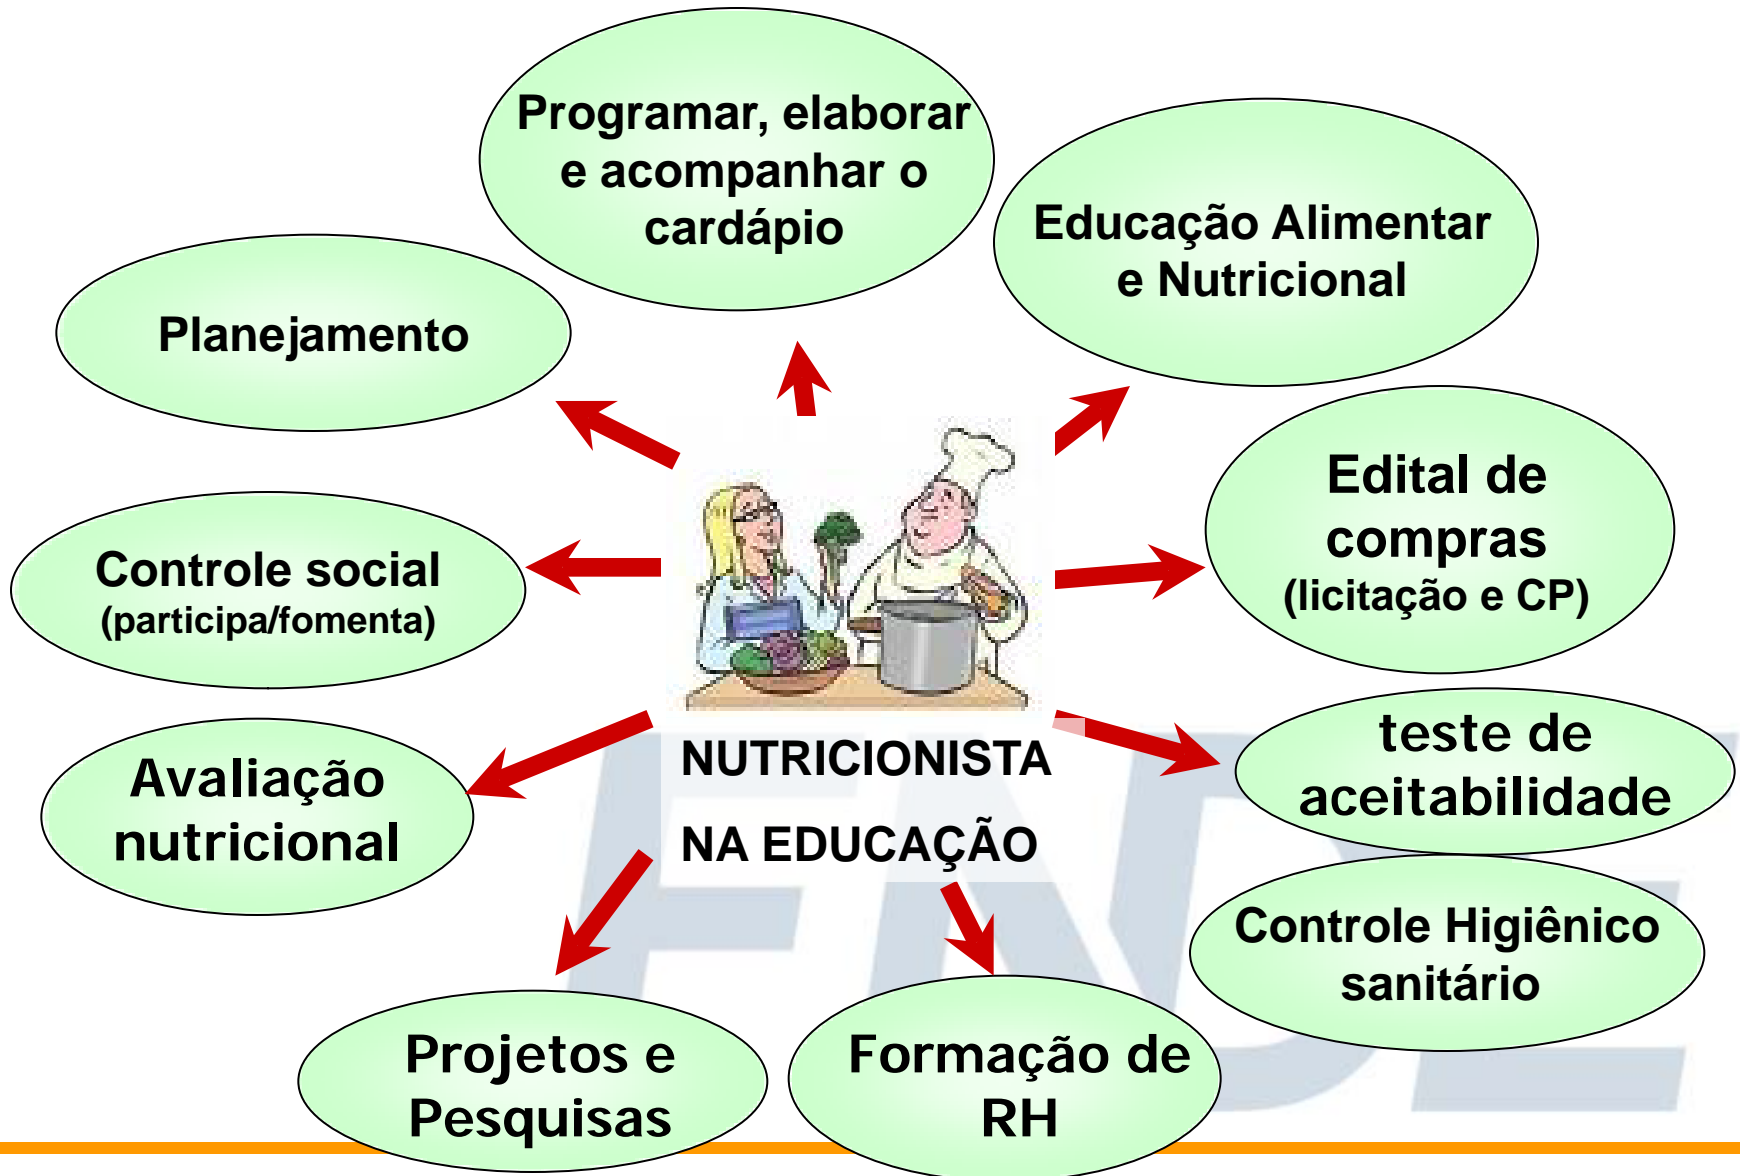 Programar, elaborar
e acompanhar o
cardápio
Educação Alimentar
e Nutricional
Planejamento
Edital de
compras
(licitação e CP)
Controle social
(participa/fomenta)
teste de
aceitabilidade
NUTRICIONISTA
NA EDUCAÇÃO
Avaliação
nutricional
Controle Higiênico
sanitário
Projetos e
Pesquisas
Formação de
RH
FNDE